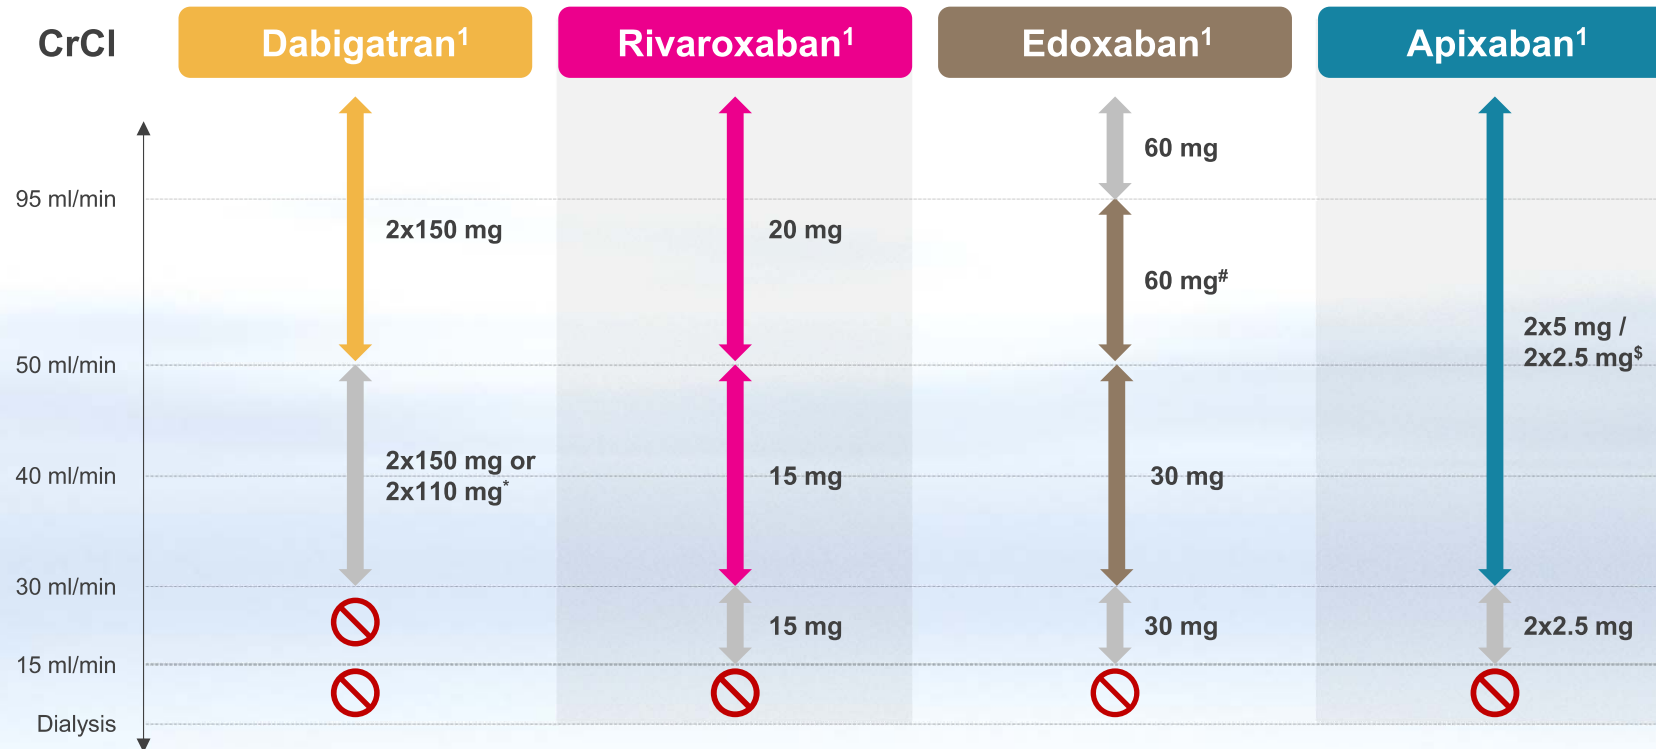 CrCl
Dabigatran¹
Rivaroxaban¹
Edoxaban¹
Apixaban¹
60 mg
95 ml/min
2x150 mg
20 mg
60 mg#
2x5 mg /
2x2.5 mg$
50 ml/min
2x150 mg or
2x110 mg*
40 ml/min
15 mg
30 mg
30 ml/min
15 mg
30 mg
2x2.5 mg
15 ml/min
Dialysis